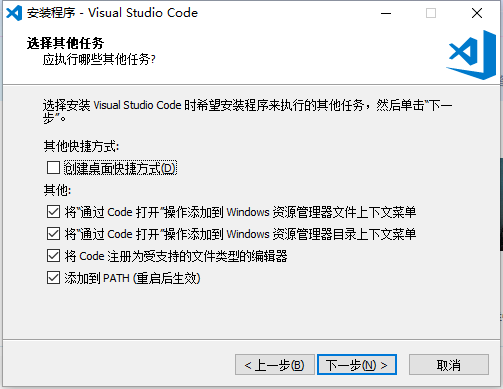 安装程序 - Visual Studio Code
选择其他任务
应执行哪些其他任务?
选择安装 Visual Studio Code 时希望安装程序来执行的其他任务，然后单击“下一
步”。
其他快捷方式:
创建桌面快捷方式(D)
其他:
将“通过 Code 打开”操作添加到 Windows 资源管理器文件上下文菜单
将“通过 Code 打开”操作添加到 Windows 资源管理器目录上下文菜单
将 Code 注册为受支持的文件类型的编辑器
添加到 PATH (重启后生效)
< 上一步(B)
下一步(N) >
取消